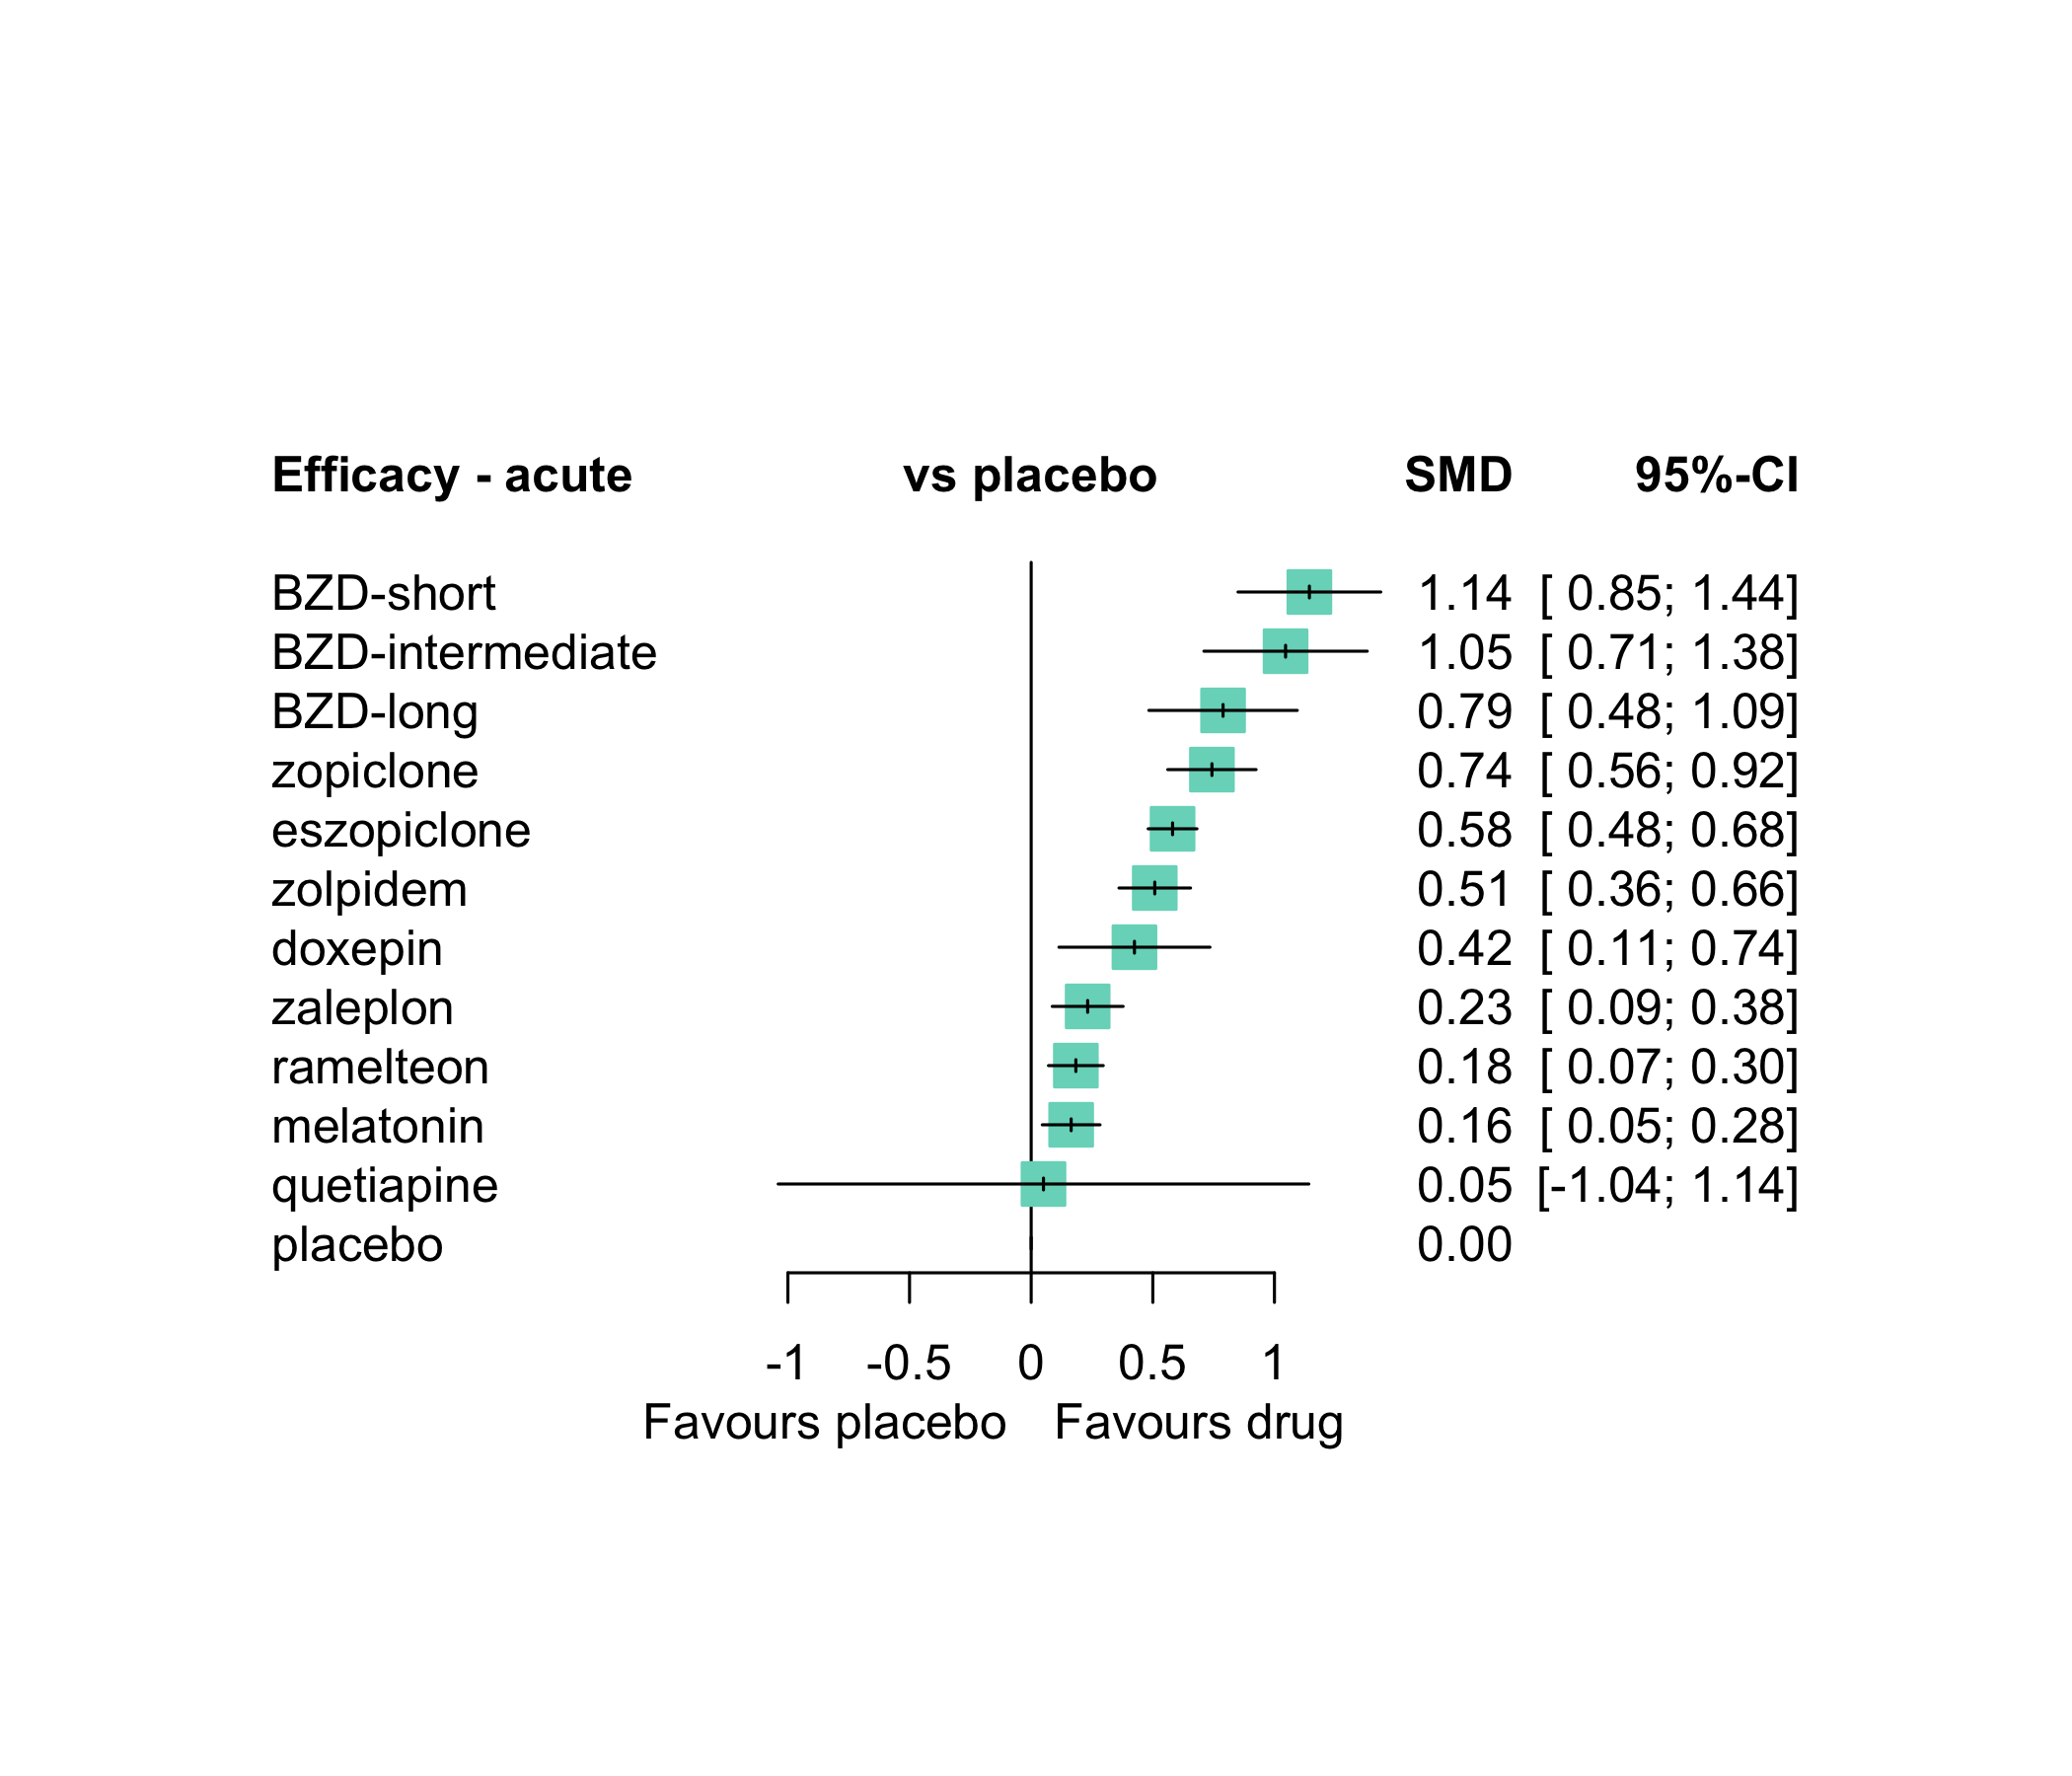 Efficacy - acute vs placebo SMD 95%-CI
BZD-short 1.14 [ 0.85; 1.44]
BZD-intermediate 1.05 [ 0.71; 1.38]
BZD-long 0.79 [ 0.48; 1.09]
zopiclone 0.74 [ 0.56; 0.92]
eszopiclone 0.58 [ 0.48; 0.68]
zolpidem 0.51 [ 0.36; 0.66]
doxepin 0.42 [ 0.11; 0.74]
zaleplon 0.23 [ 0.09; 0.38]
ramelteon 0.18 [ 0.07; 0.30]
melatonin 0.16 [ 0.05; 0.28]
quetiapine 0.05 [-1.04; 1.14]
placebo 0.00
-1 -0.5 0 0.5 1
Favours placebo Favours drug